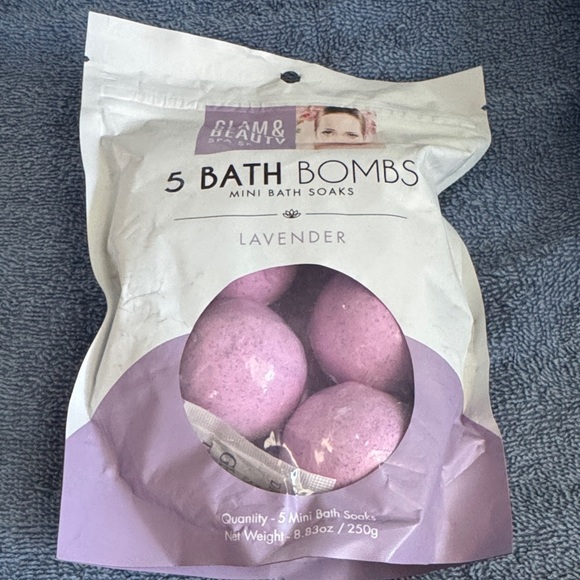 GLAM &
BEAUTY
SPA
5 BATH BOMBS
MINI BATH SOAKS
LAVENDER
Quantity - 5 Mini Bath Soaks
Net Weight - 8.83oz / 250g